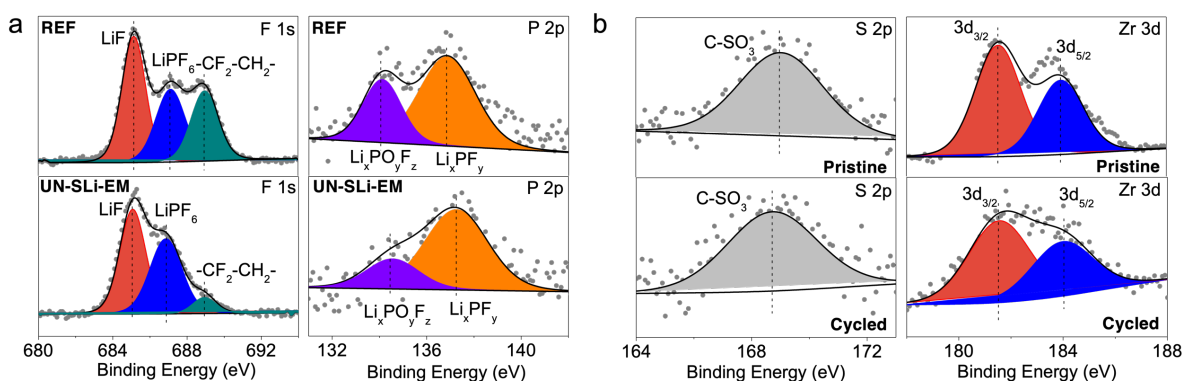 a
REF
F 1s
LiF
LiPF6
-CF2-CH2-
UN-SLi-EM
F 1s
LiF
LiPF6
-CF2-CH2-
680 684 688 692
Binding Energy (eV)
REF
P 2p
LixPOyFz
LixPFy
UN-SLi-EM
P 2p
LixPOyFz
LixPFy
132 136 140
Binding Energy (eV)
b
S 2p
C-SO3
Pristine
S 2p
C-SO3
Cycled
164 168 172
Binding Energy (eV)
Zr 3d
3d3/2
3d5/2
Pristine
Zr 3d
3d3/2
3d5/2
Cycled
180 184 188
Binding Energy (eV)